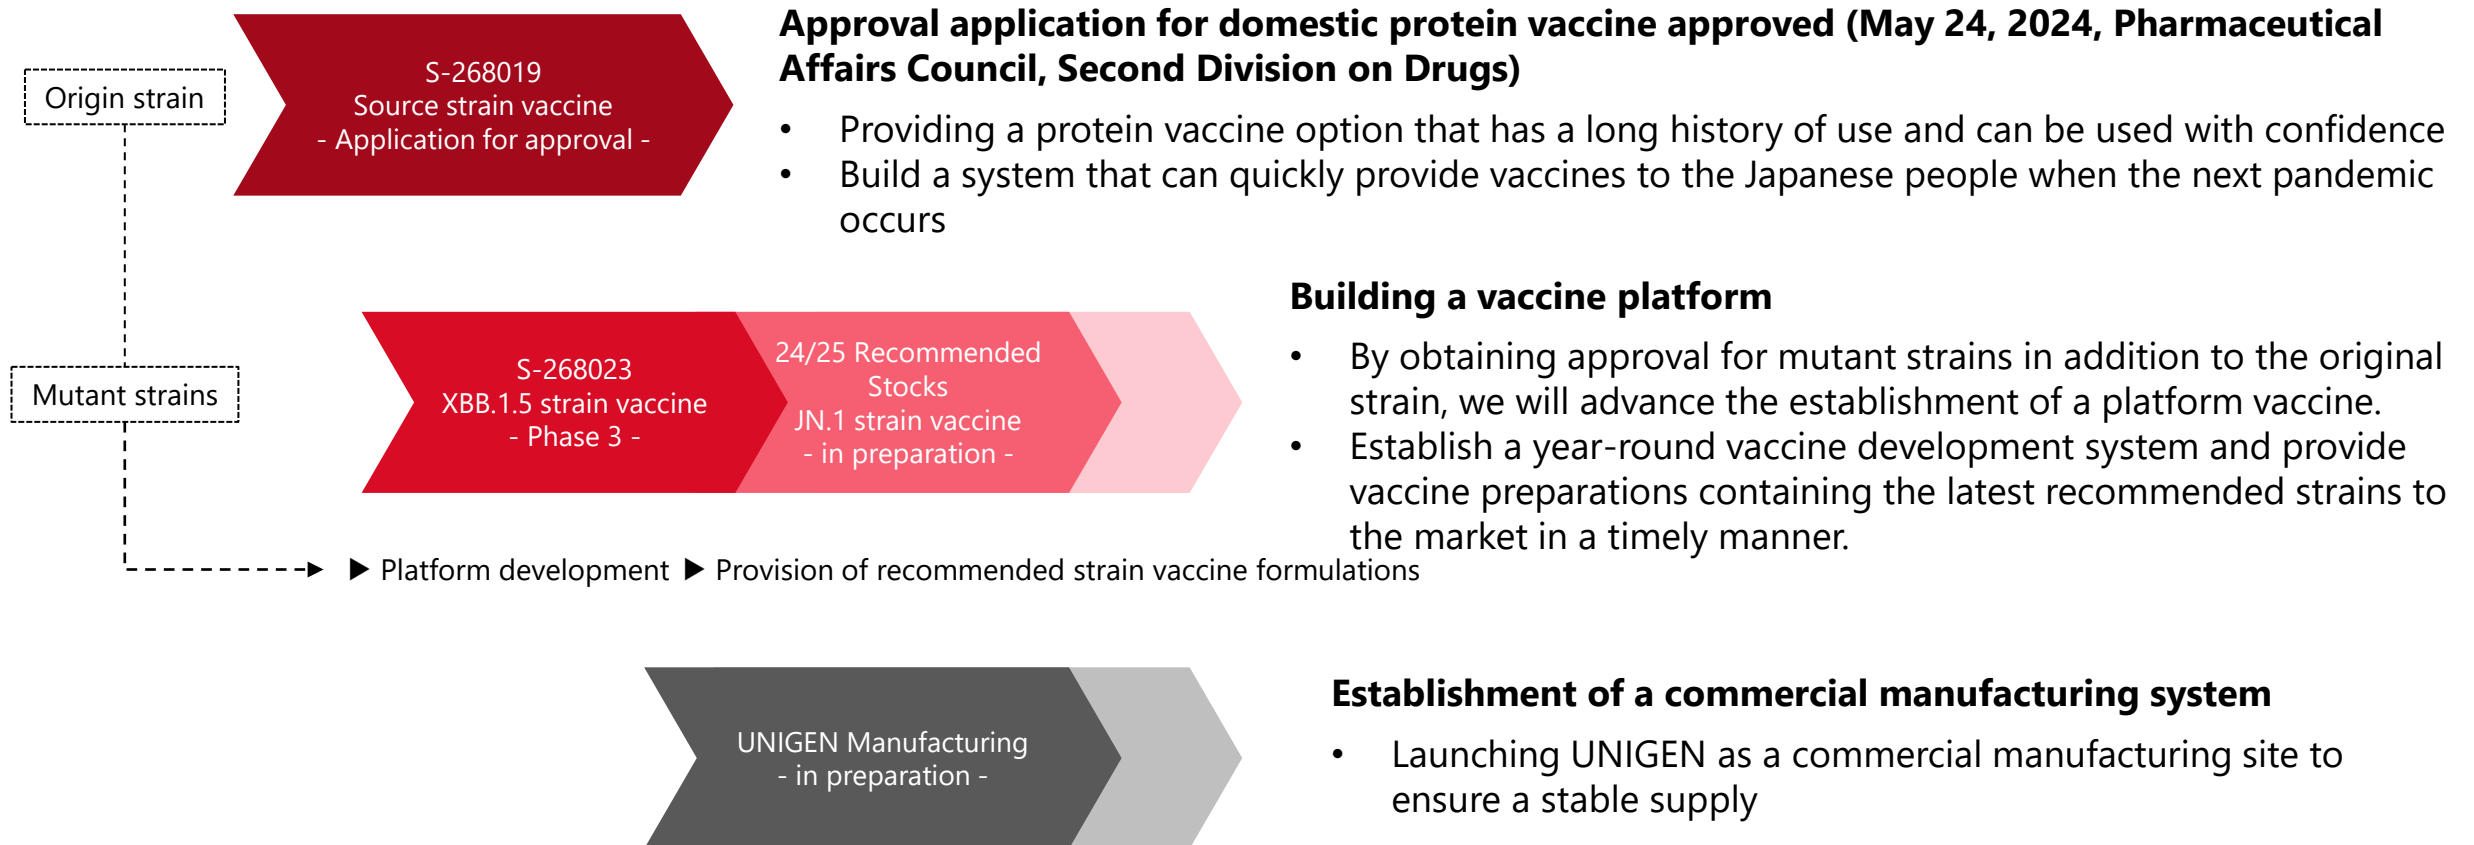 Approval application for domestic protein vaccine approved (May 24, 2024, Pharmaceutical
Affairs Council, Second Division on Drugs)
Origin strain
S-268019
Source strain vaccine
- Application for approval -
• Providing a protein vaccine option that has a long history of use and can be used with confidence
• Build a system that can quickly provide vaccines to the Japanese people when the next pandemic
occurs
Building a vaccine platform
Mutant strains
S-268023
XBB.1.5 strain vaccine
- Phase 3 -
24/25 Recommended
Stocks
JN.1 strain vaccine
- in preparation -
• By obtaining approval for mutant strains in addition to the original
strain, we will advance the establishment of a platform vaccine.
• Establish a year-round vaccine development system and provide
vaccine preparations containing the latest recommended strains to
the market in a timely manner.
▶ Platform development ▶ Provision of recommended strain vaccine formulations
UNIGEN Manufacturing
- in preparation -
Establishment of a commercial manufacturing system
• Launching UNIGEN as a commercial manufacturing site to
ensure a stable supply